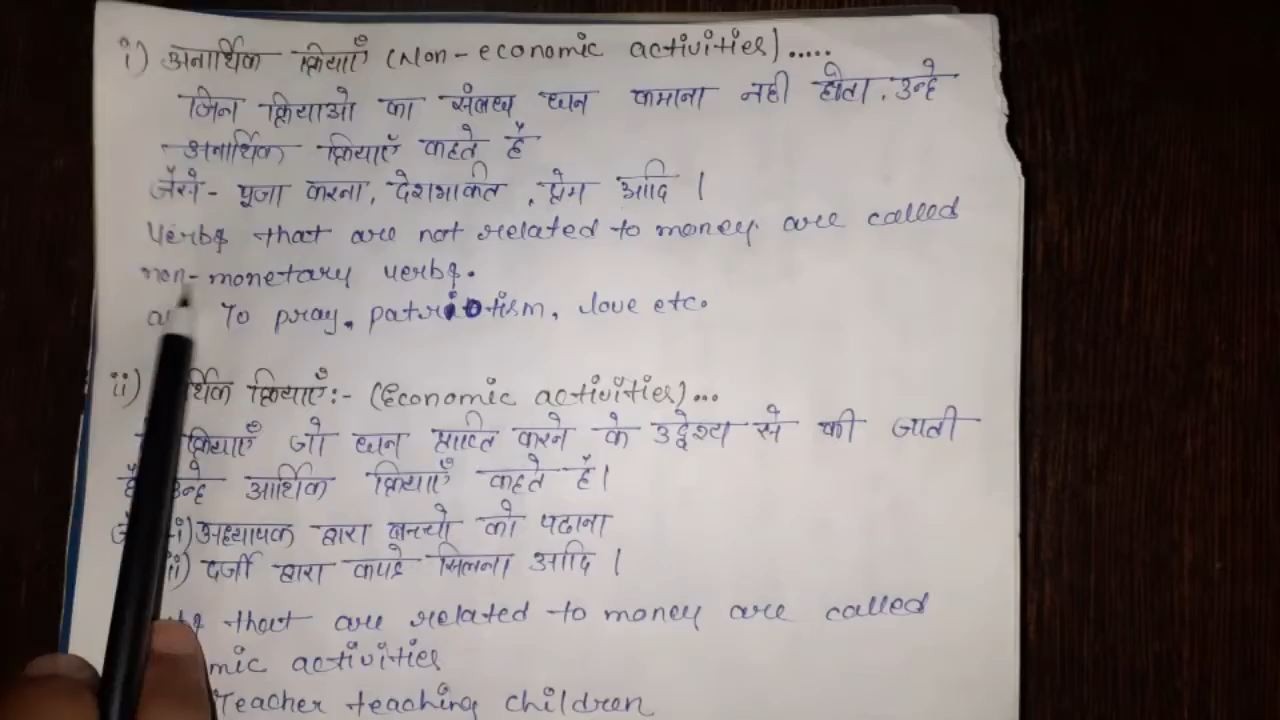 i) अनार्थिक क्रियाएँ (Non-economic activities).....
जिन क्रियाओ का संबध धन कमाना नही होता, उन्हे
अनार्थिक क्रियाएँ कहते है
जैसे- पूजा करना, देशभक्ति, प्रेम आदि ।
Verbs that are not related to money are called
non-monetary verbs.
To pray, patriotism, love etc.
ii) र्थिक क्रियाएँ:- (Economic activities)...
क्रियाएँ जो धन प्राप्ति करने के उद्देश्य से की जाती
उन्हे आर्थिक क्रियाएँ कहते हैं।
i) अध्यापक द्वारा बच्चो को पढाना
ii) दर्जी द्वारा कपड़े सिलना आदि ।
that are related to money are called
mic activities
Teacher teaching children